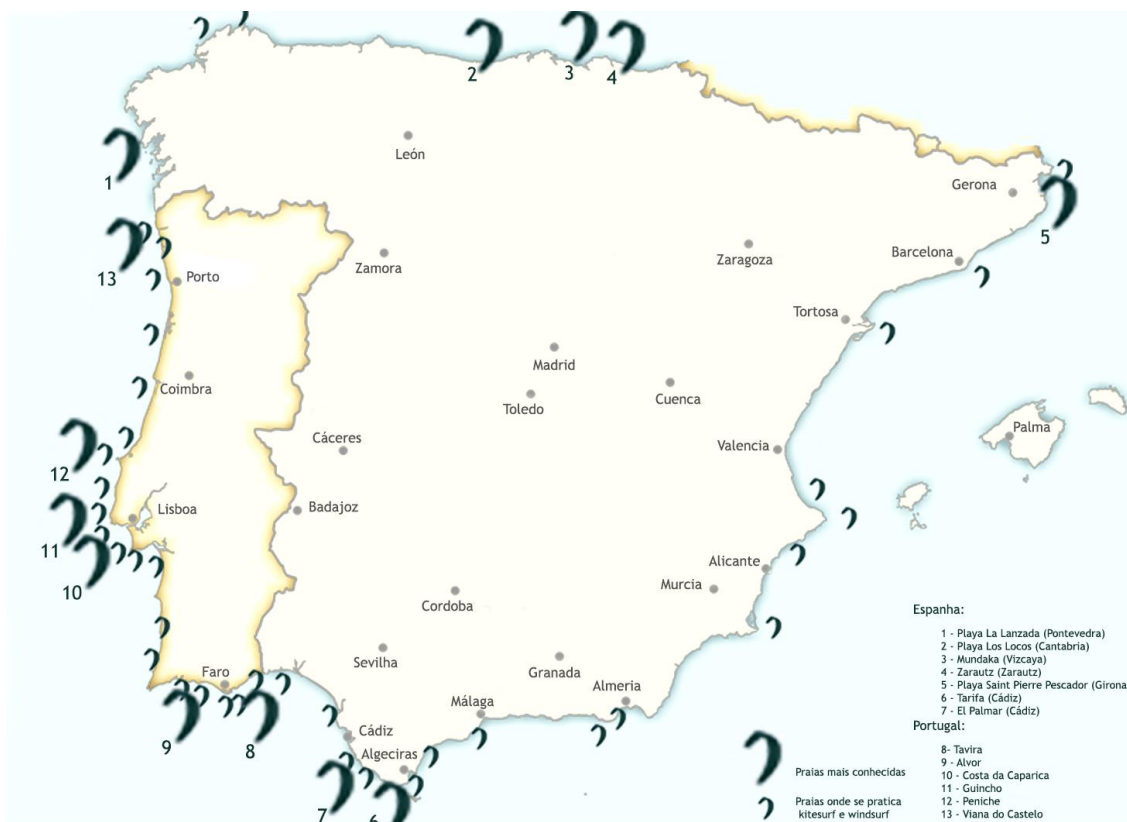 2
3
4
León
1
Gerona
5
13
Porto
Zamora
Zaragoza
Barcelona
Tortosa
Madrid
Coimbra
Toledo
Cuenca
Palma
12
Cáceres
Valencia
Lisboa
Badajoz
11
10
Alicante
Murcia
Cordoba
Sevilha
Granada
Faro
Almeria
9
8
Málaga
Cádiz
Algeciras
7
6
Espanha:
1 - Playa La Lanzada (Pontevedra)
2 - Playa Los Locos (Cantabria)
3 - Mundaka (Vizcaya)
4 - Zarautz (Zarautz)
5 - Playa Saint Pierre Pescador (Girona
6 - Tarifa (Cádiz)
7 - El Palmar (Cádiz)
Portugal:
8- Tavira
9 - Alvor
10 - Costa da Caparica
11 - Guincho
12 - Peniche
13 - Viana do Castelo
Praias mais conhecidas
Praias onde se pratica
kitesurf e windsurf